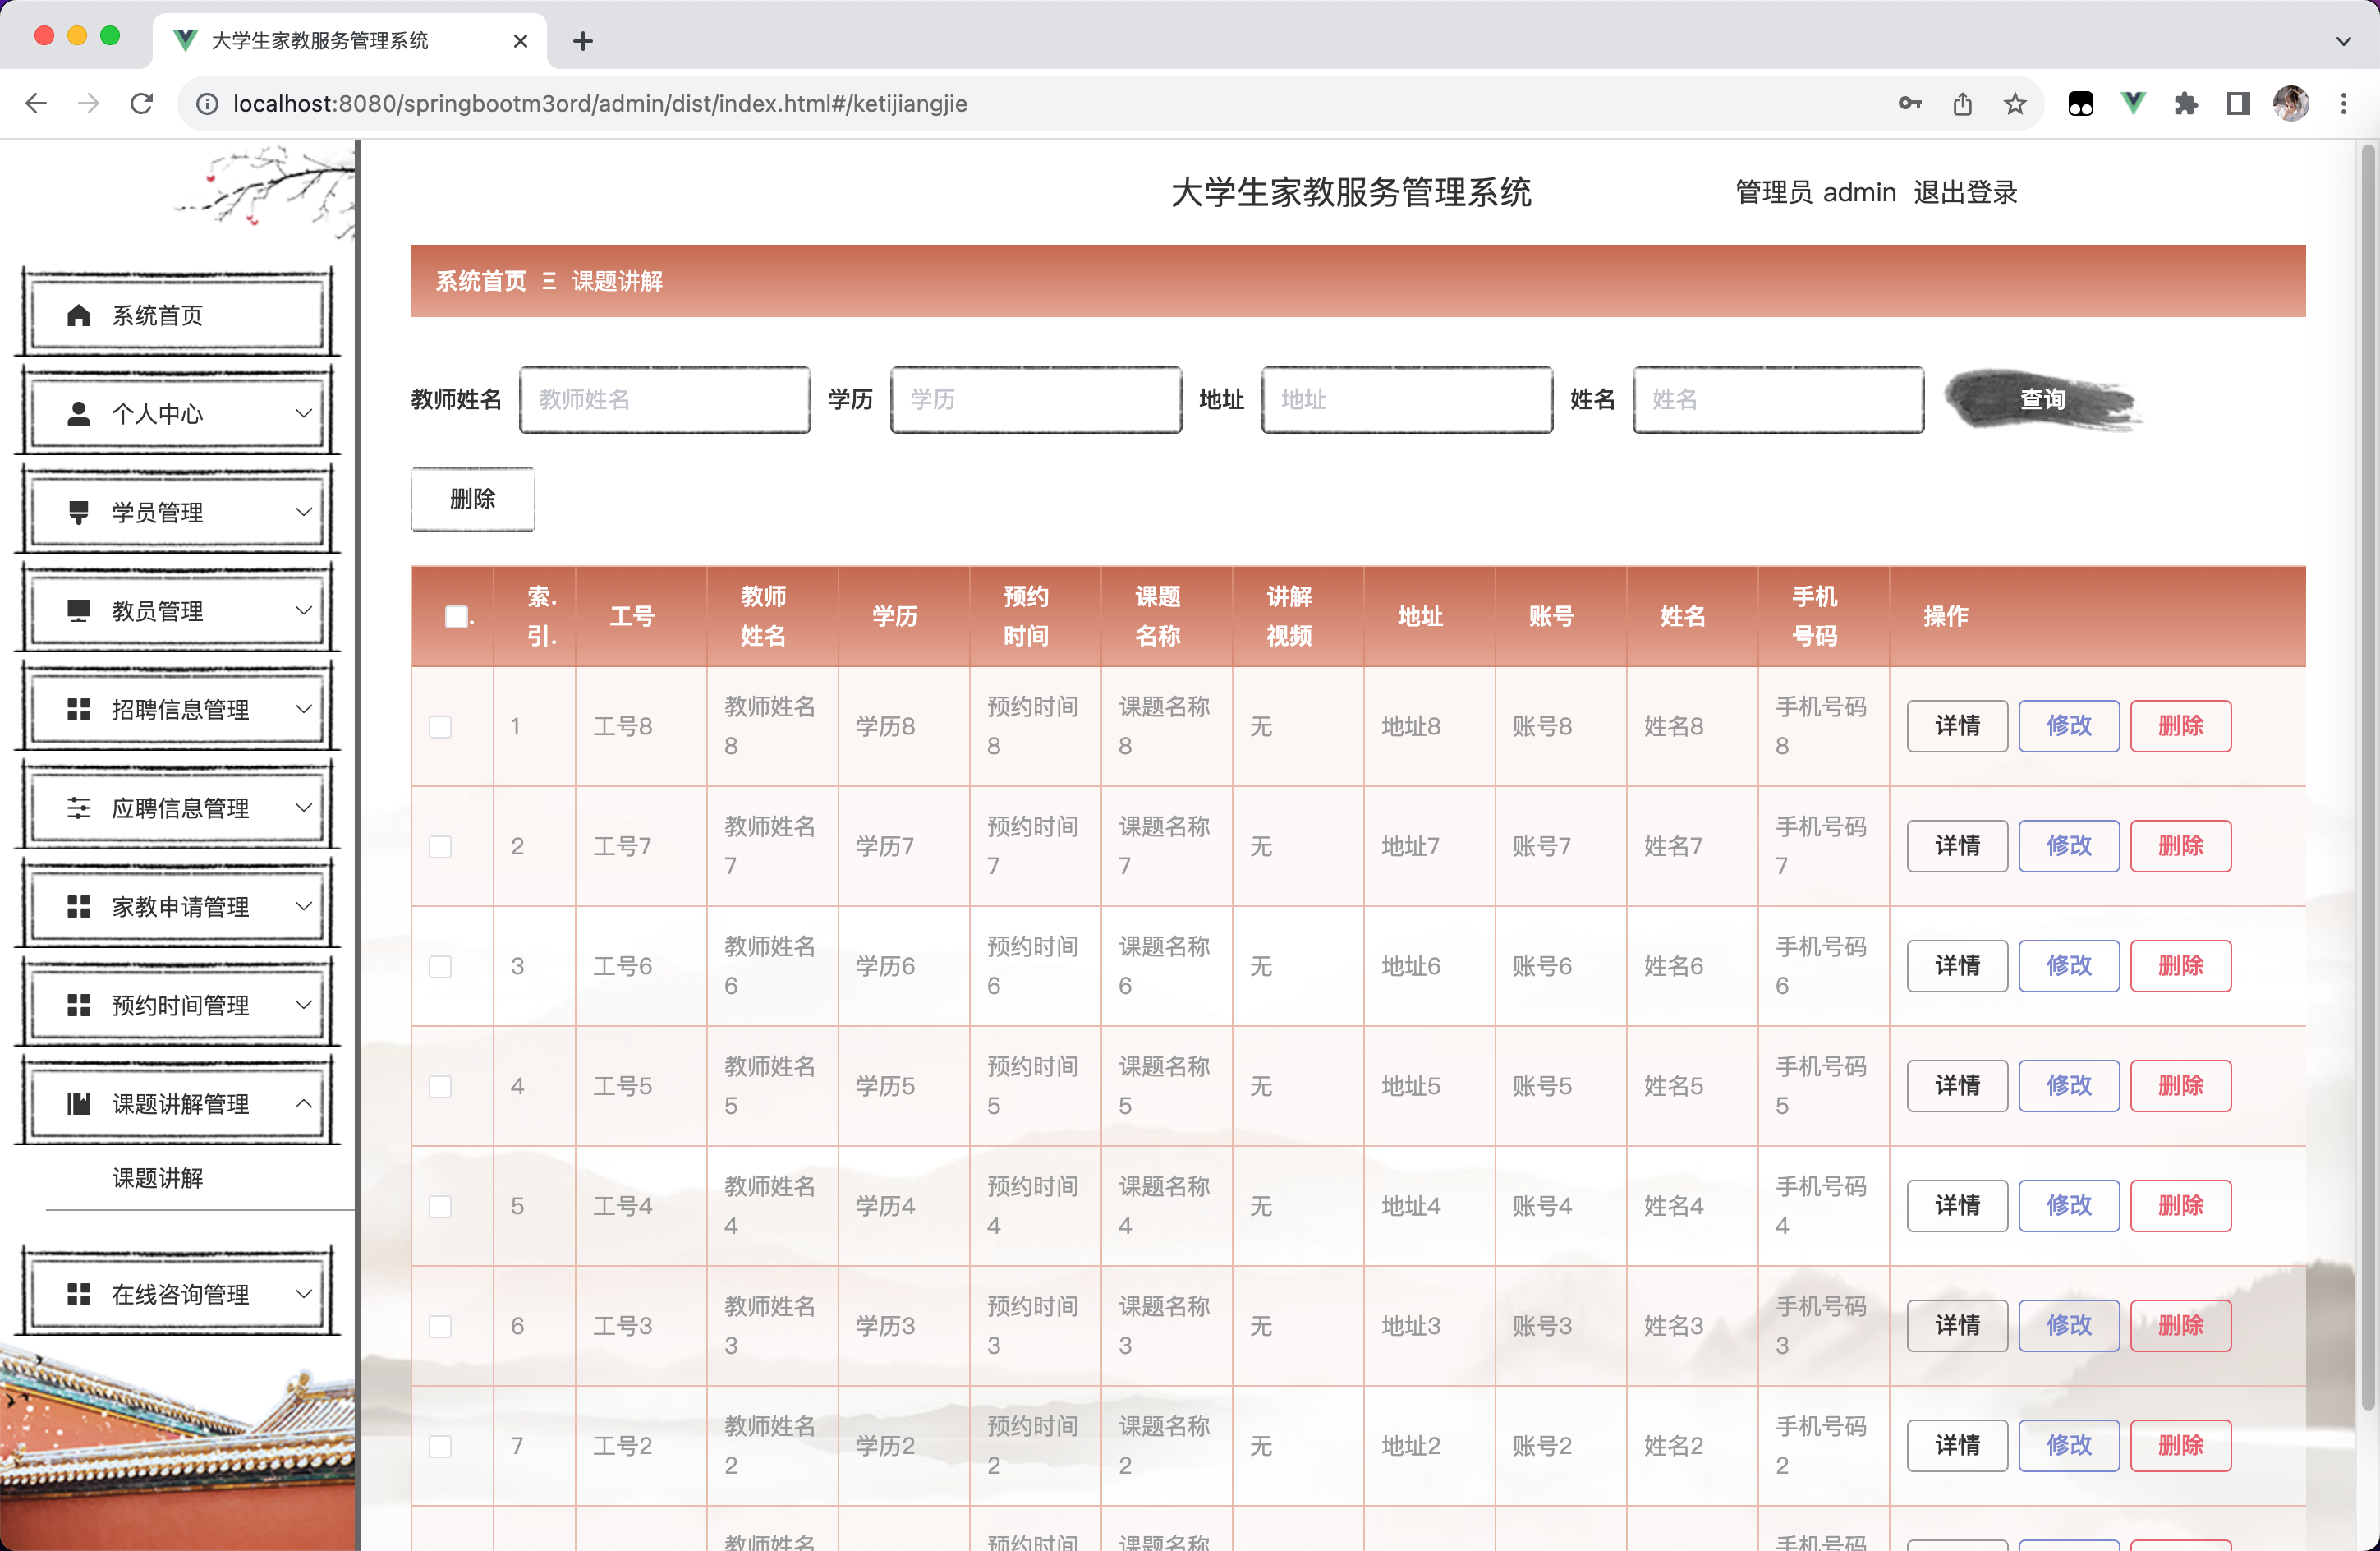 大学生家教服务管理系统
localhost:8080/springbootm3ord/admin/dist/index.html#/ketijiangjie
大学生家教服务管理系统 管理员 admin 退出登录
系统首页
个人中心
学员管理
教员管理
招聘信息管理
应聘信息管理
家教申请管理
预约时间管理
课题讲解管理
课题讲解
在线咨询管理
系统首页 Ξ 课题讲解
教师姓名 教师姓名 学历 学历 地址 地址 姓名 姓名 查询
删除
. 索. 引. 工号 教师姓名 学历 预约时间 课题名称 讲解视频 地址 账号 姓名 手机号码 操作
1 工号8 教师姓名8 学历8 预约时间8 课题名称8 无 地址8 账号8 姓名8 手机号码8 详情 修改 删除
2 工号7 教师姓名7 学历7 预约时间7 课题名称7 无 地址7 账号7 姓名7 手机号码7 详情 修改 删除
3 工号6 教师姓名6 学历6 预约时间6 课题名称6 无 地址6 账号6 姓名6 手机号码6 详情 修改 删除
4 工号5 教师姓名5 学历5 预约时间5 课题名称5 无 地址5 账号5 姓名5 手机号码5 详情 修改 删除
5 工号4 教师姓名4 学历4 预约时间4 课题名称4 无 地址4 账号4 姓名4 手机号码4 详情 修改 删除
6 工号3 教师姓名3 学历3 预约时间3 课题名称3 无 地址3 账号3 姓名3 手机号码3 详情 修改 删除
7 工号2 教师姓名2 学历2 预约时间2 课题名称2 无 地址2 账号2 姓名2 手机号码2 详情 修改 删除
教师姓名 预约时间 课题名称 手机号码